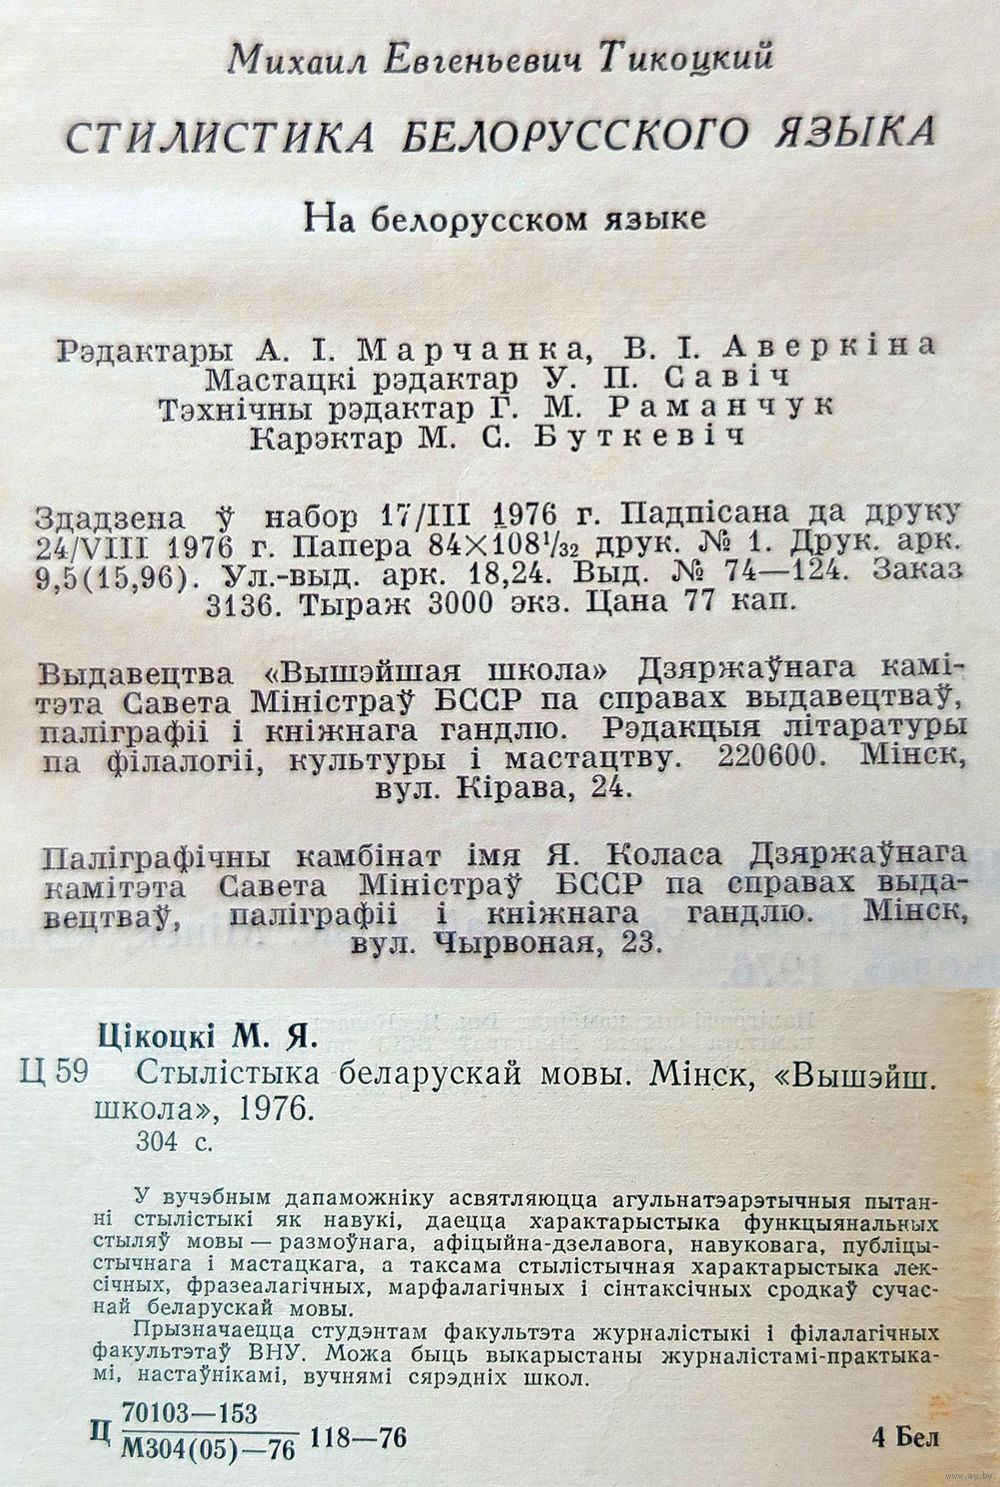 Михаил Евгеньевич Тикоцкий
СТИЛИСТИКА БЕЛОРУССКОГО ЯЗЫКА
На белорусском языке
Рэдактары А. І. Марчанка, В. І. Аверкіна
Мастацкі рэдактар У. П. Савіч
Тэхнічны рэдактар Г. М. Раманчук
Карэктар М. С. Буткевіч
Здадзена ў набор 17/III 1976 г. Падпісана да друку
24/VIII 1976 г. Папера 84×108¹/₃₂ друк. № 1. Друк. арк.
9,5(15,96). Ул.-выд. арк. 18,24. Выд. № 74—124. Заказ
3136. Тыраж 3000 экз. Цана 77 кап.
Выдавецтва «Вышэйшая школа» Дзяржаўнага камі-
тэта Савета Міністраў БССР па справах выдавецтваў,
паліграфіі і кніжнага гандлю. Рэдакцыя літаратуры
па філалогіі, культуры і мастацтву. 220600. Мінск,
вул. Кірава, 24.
Паліграфічны камбінат імя Я. Коласа Дзяржаўнага
камітэта Савета Міністраў БССР па справах выда-
вецтваў, паліграфіі і кніжнага гандлю. Мінск,
вул. Чырвоная, 23.
Цікоцкі М. Я.
Ц 59 Стылістыка беларускай мовы. Мінск, «Вышэйш.
школа», 1976.
304 с.
У вучэбным дапаможніку асвятляюцца агульнатэарэтычныя пытан-
ні стылістыкі як навукі, даецца характарыстыка функцыянальных
стыляў мовы — размоўнага, афіцыйна-дзелавога, навуковага, публіцы-
стычнага і мастацкага, а таксама стылістычная характарыстыка лек-
січных, фразеалагічных, марфалагічных і сінтаксічных сродкаў сучас-
най беларускай мовы.
Прызначаецца студэнтам факультэта журналістыкі і філалагічных
факультэтаў ВНУ. Можа быць выкарыстаны журналістамі-практыка-
мі, настаўнікамі, вучнямі сярэдніх школ.
70103—153
Ц М304(05)—76 118—76 4 Бел
www.ay.by